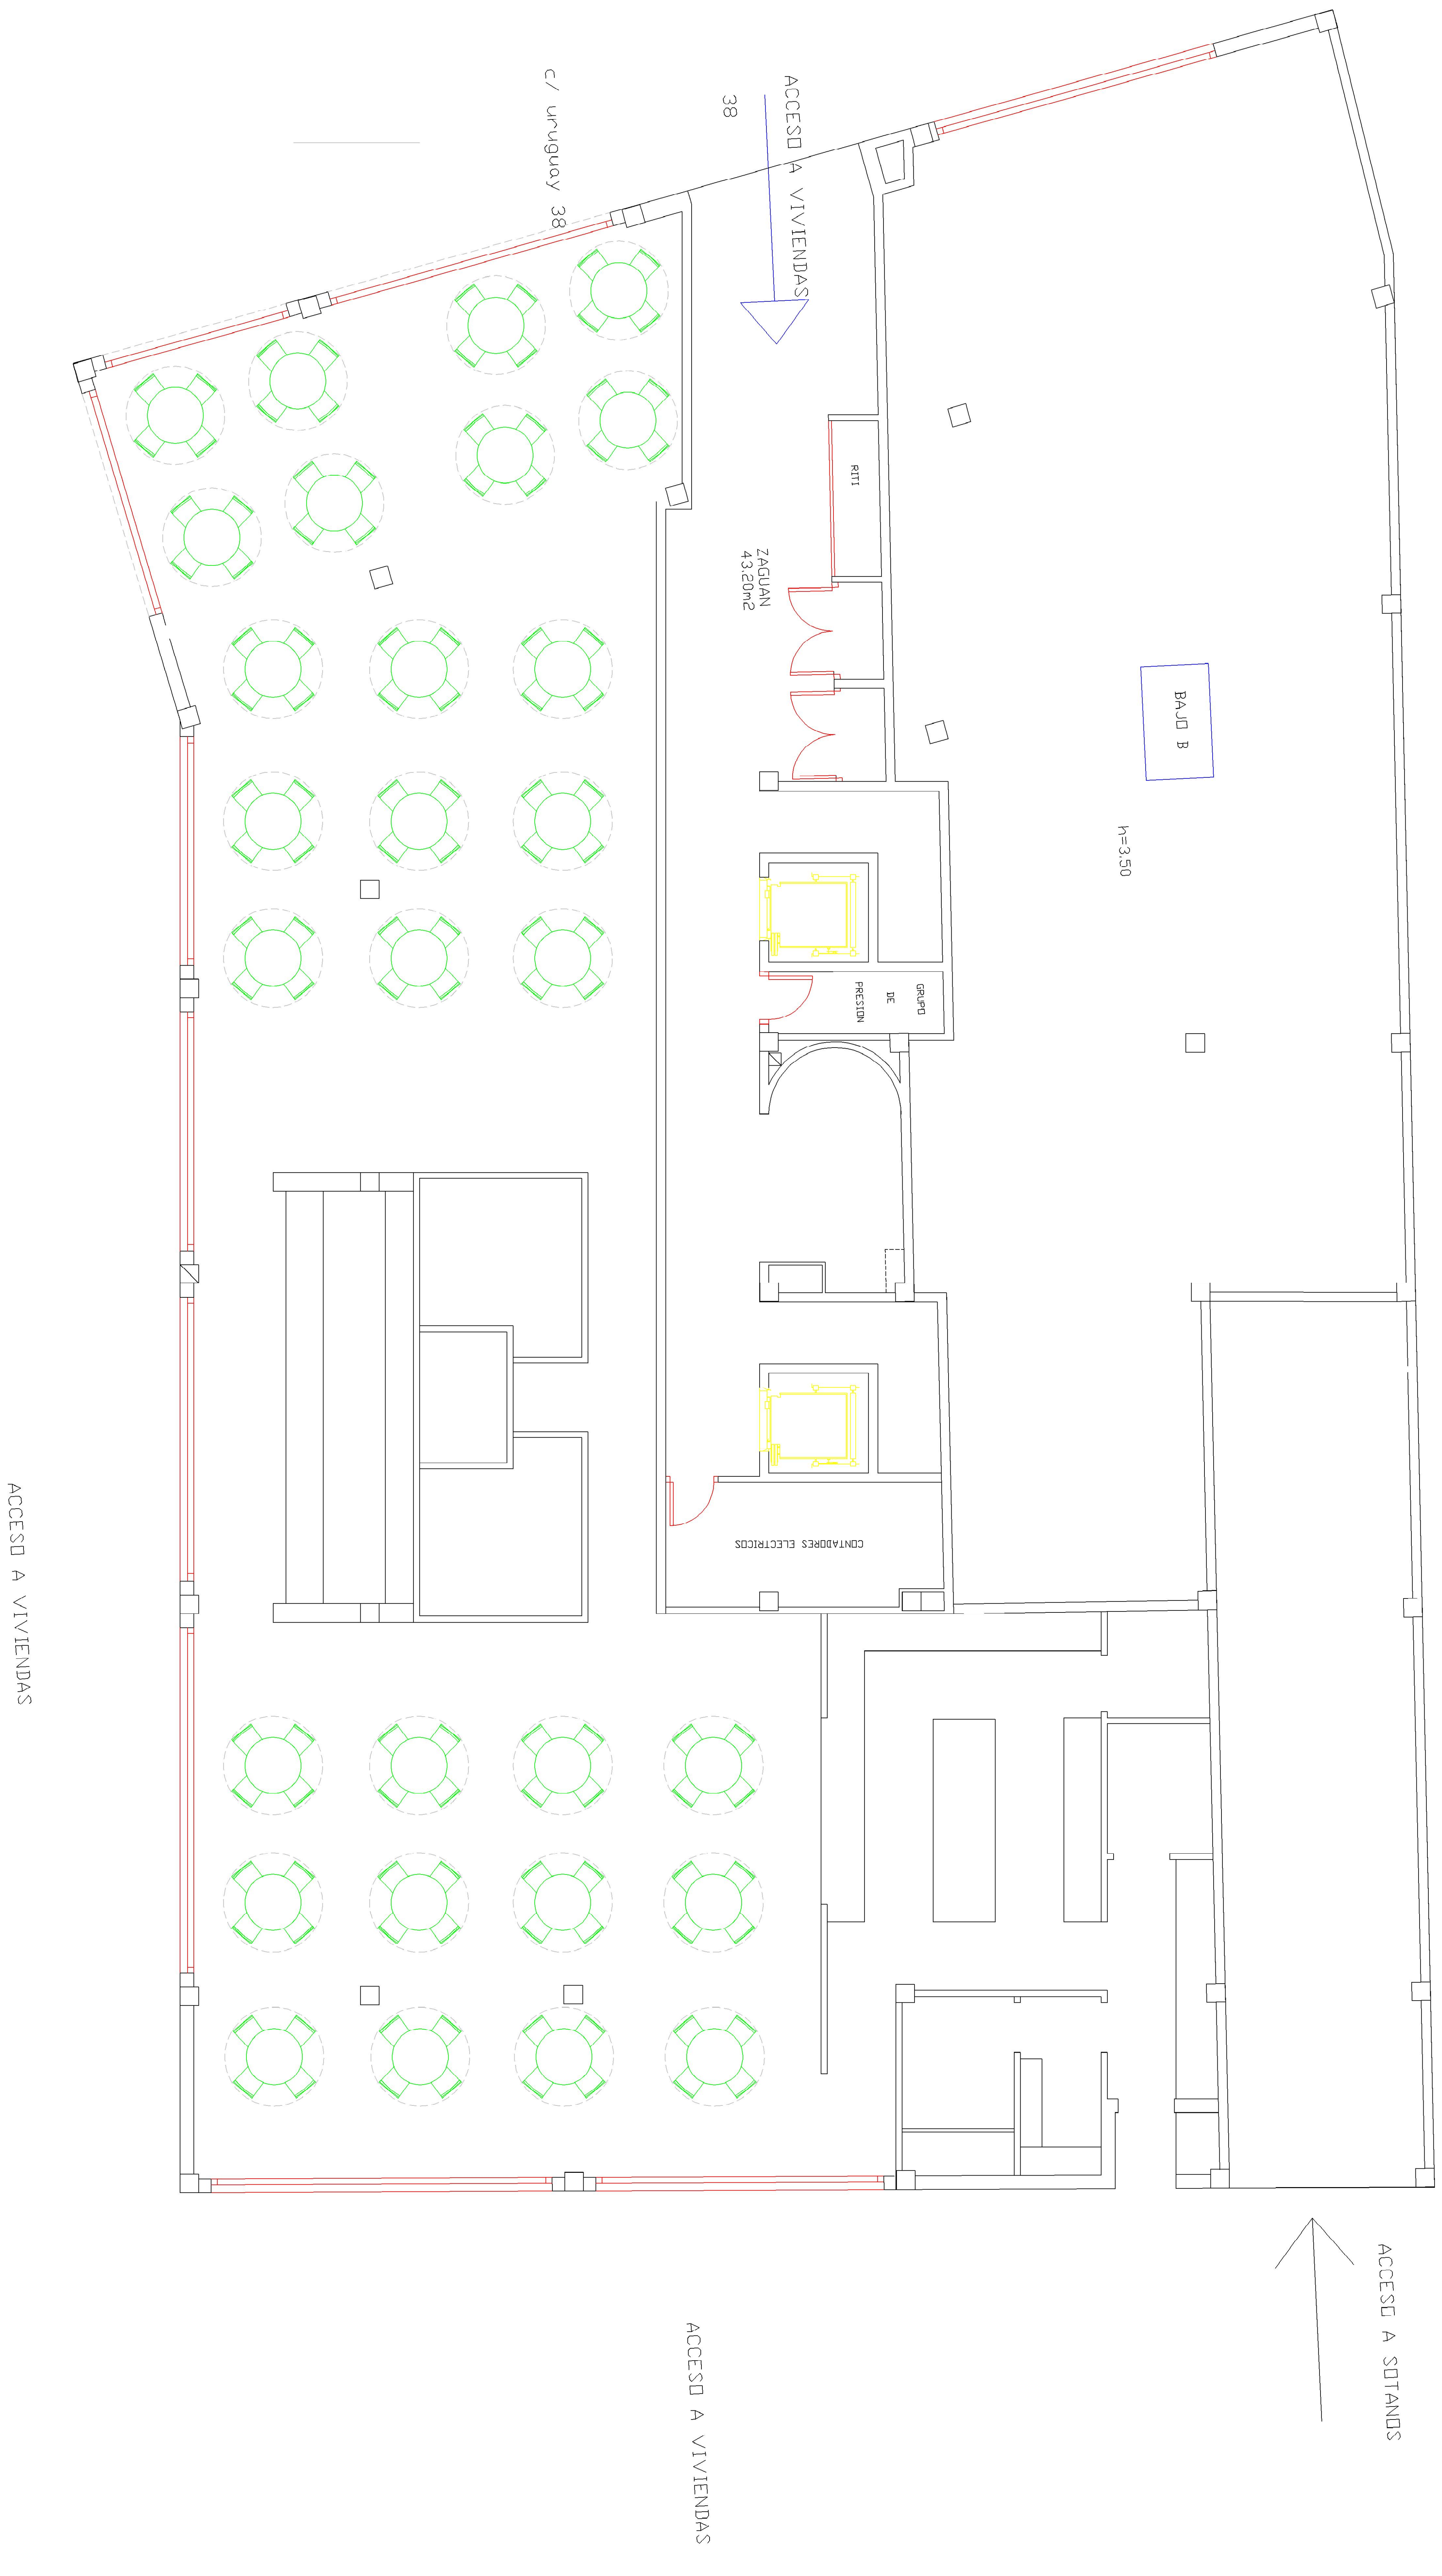 c/ uruguay 38
38
ACCESO A VIVIENDAS
RITI
ZAGUAN
43.20m2
BAJO B
h=3.50
GRUPO
DE
PRESION
CONTADORES ELECTRICOS
ACCESO A VIVIENDAS
ACCESO A VIVIENDAS
ACCESO A SOTANOS